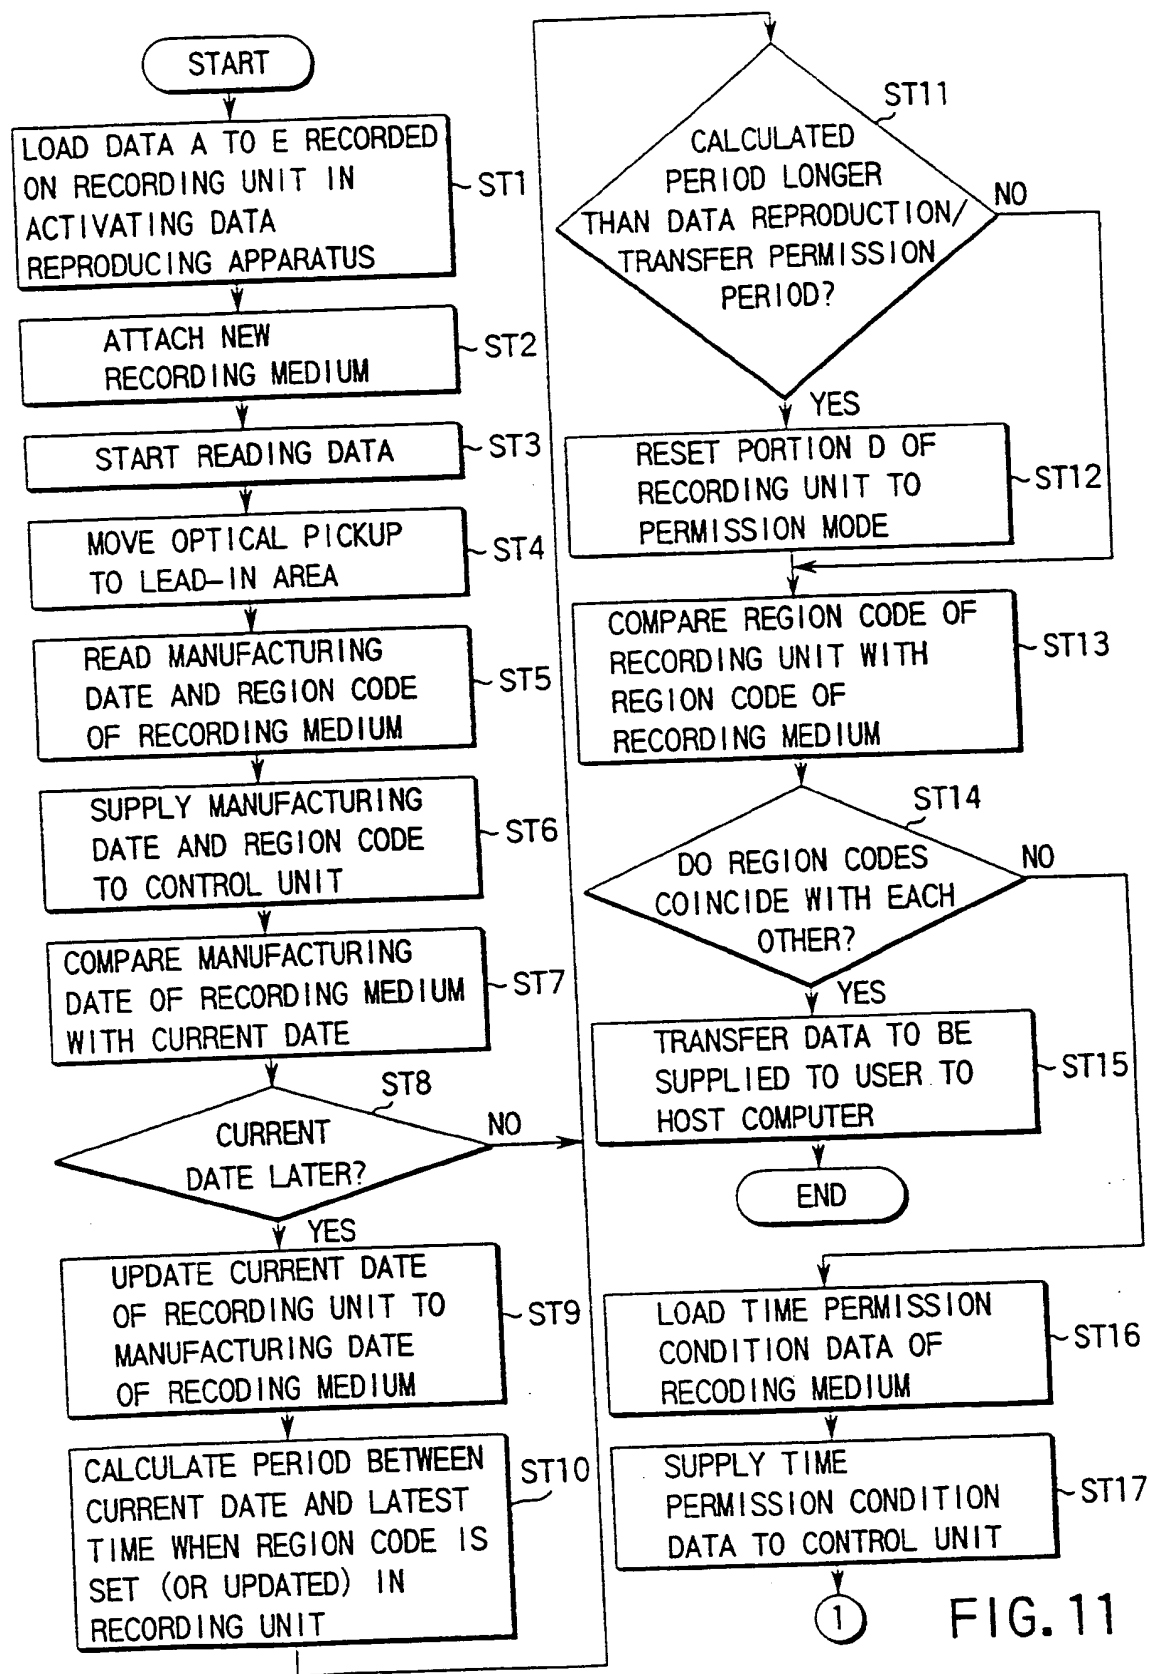 START
LOAD DATA A TO E RECORDED
ON RECORDING UNIT IN
ACTIVATING DATA
REPRODUCING APPARATUS
ST1
ATTACH NEW
RECORDING MEDIUM
ST2
START READING DATA
ST3
MOVE OPTICAL PICKUP
TO LEAD-IN AREA
ST4
READ MANUFACTURING
DATE AND REGION CODE
OF RECORDING MEDIUM
ST5
SUPPLY MANUFACTURING
DATE AND REGION CODE
TO CONTROL UNIT
ST6
COMPARE MANUFACTURING
DATE OF RECORDING MEDIUM
WITH CURRENT DATE
ST7
ST8
CURRENT
DATE LATER?
NO
YES
UPDATE CURRENT DATE
OF RECORDING UNIT TO
MANUFACTURING DATE
OF RECODING MEDIUM
ST9
CALCULATE PERIOD BETWEEN
CURRENT DATE AND LATEST
TIME WHEN REGION CODE IS
SET (OR UPDATED) IN
RECORDING UNIT
ST10
ST11
CALCULATED
PERIOD LONGER
THAN DATA REPRODUCTION/
TRANSFER PERMISSION
PERIOD?
NO
YES
RESET PORTION D OF
RECORDING UNIT TO
PERMISSION MODE
ST12
COMPARE REGION CODE OF
RECORDING UNIT WITH
REGION CODE OF
RECORDING MEDIUM
ST13
ST14
DO REGION CODES
COINCIDE WITH EACH
OTHER?
NO
YES
TRANSFER DATA TO BE
SUPPLIED TO USER TO
HOST COMPUTER
ST15
END
LOAD TIME PERMISSION
CONDITION DATA OF
RECODING MEDIUM
ST16
SUPPLY TIME
PERMISSION CONDITION
DATA TO CONTROL UNIT
ST17
1
FIG. 11